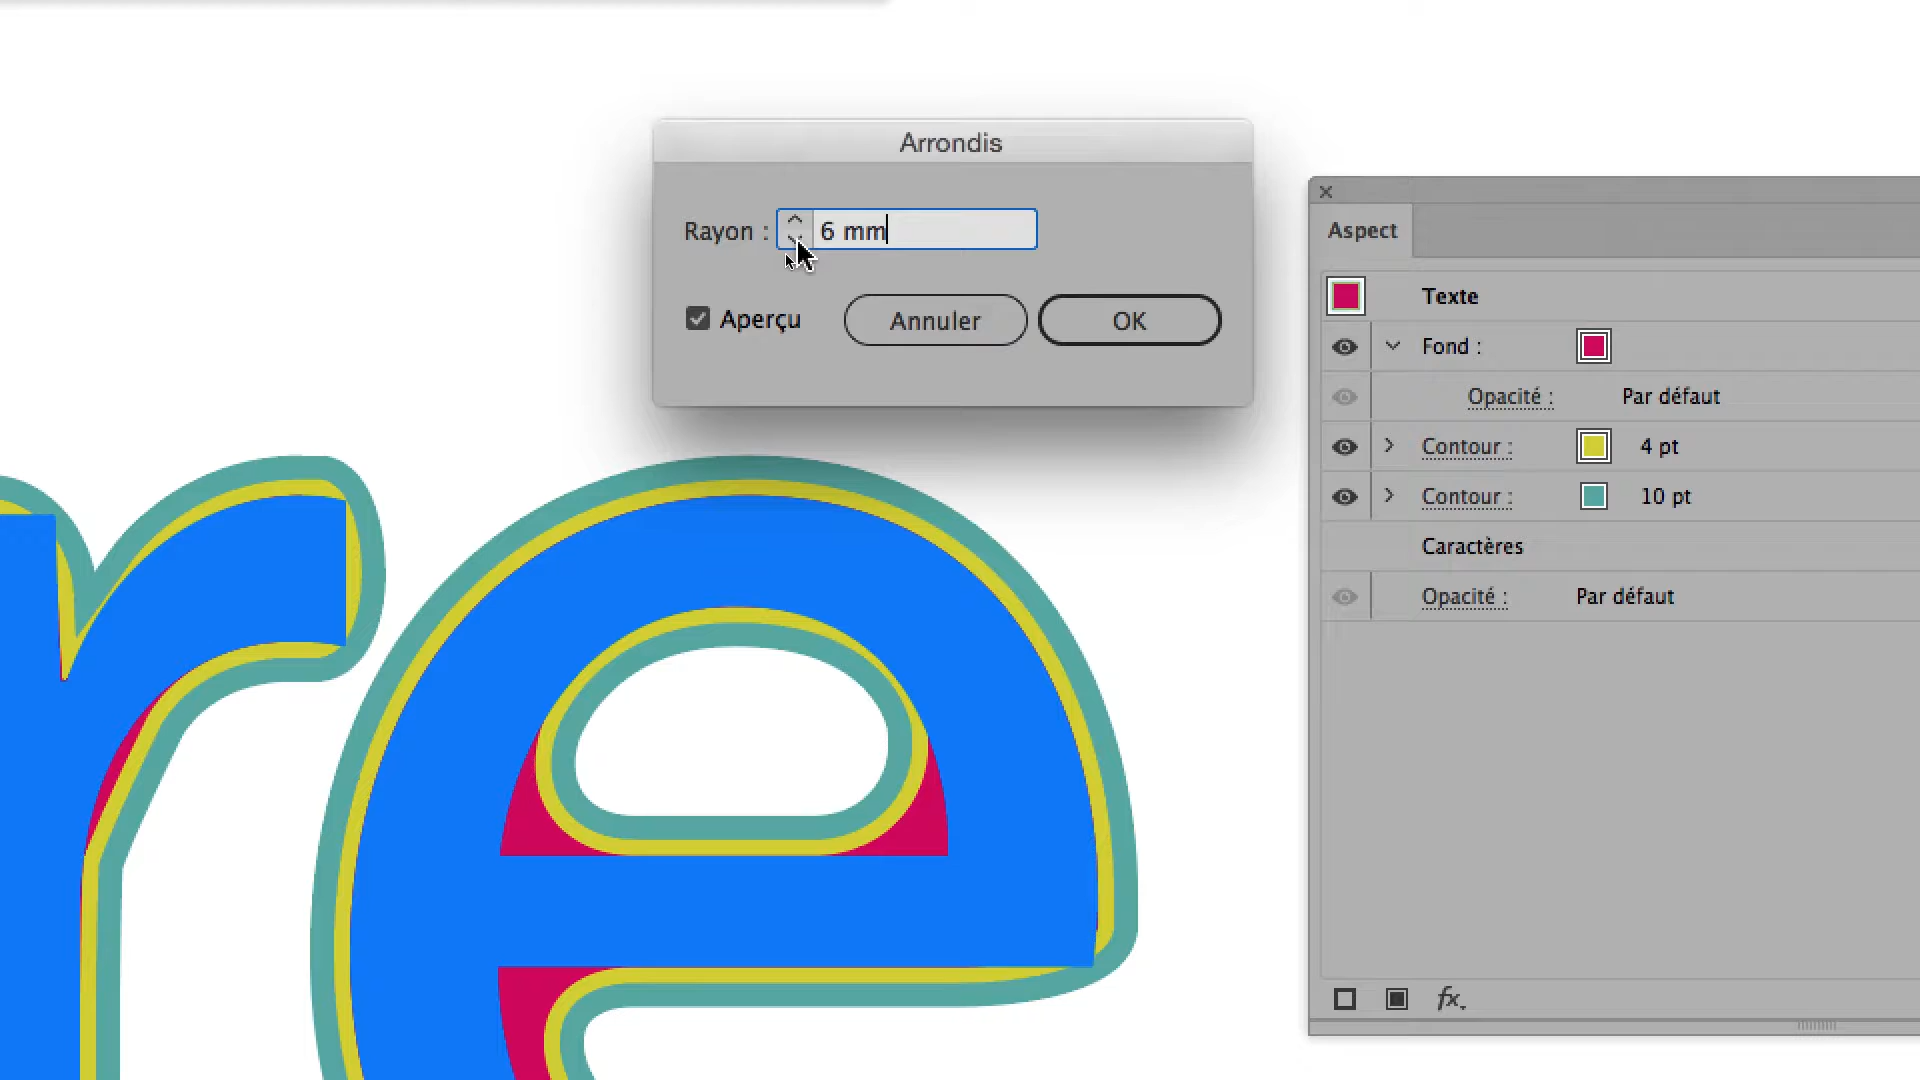 Arrondis
Rayon : 6 mm
Aperçu Annuler OK
Aspect
Texte
Fond :
Opacité : Par défaut
Contour : 4 pt
Contour : 10 pt
Caractères
Opacité : Par défaut
fx.
re